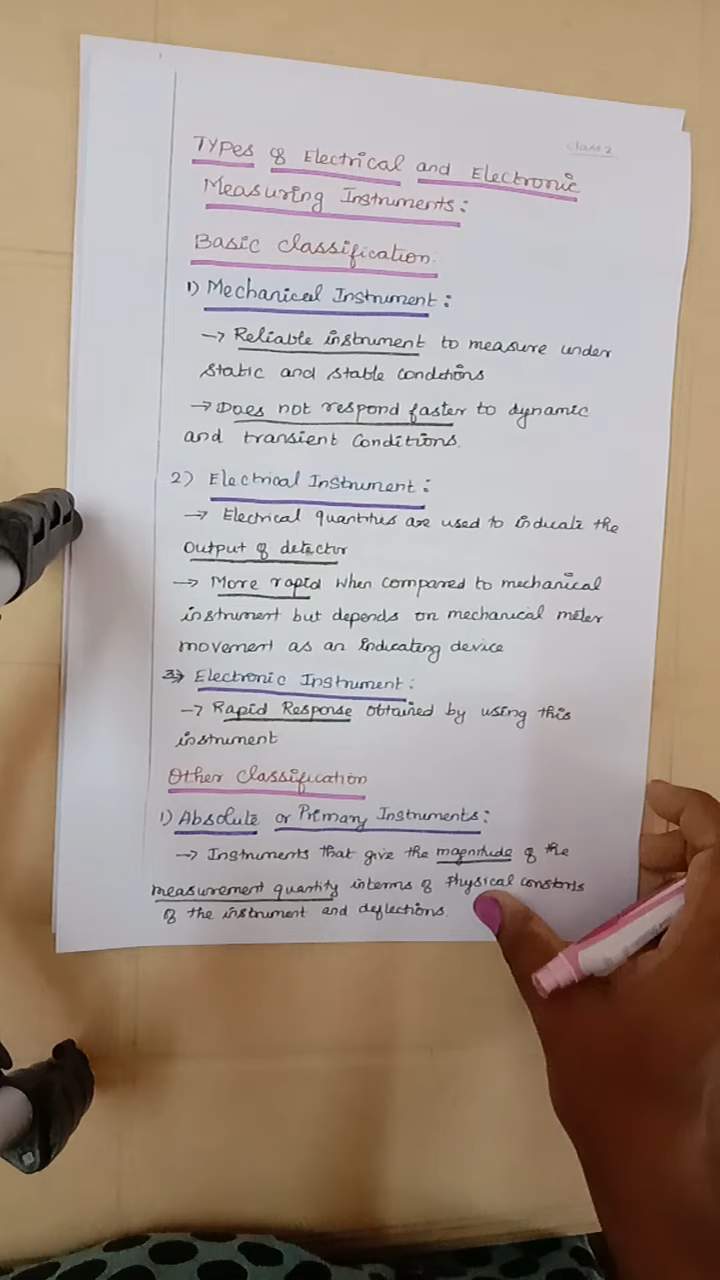 Class 2
Types of Electrical and Electronic
Measuring Instruments:
Basic Classification:
1) Mechanical Instrument:
→ Reliable instrument to measure under
static and stable conditions
→ Does not respond faster to dynamic
and transient Conditions.
2) Electrical Instrument:
→ Electrical quantities are used to indicate the
output of detector
→ More rapid when compared to mechanical
instrument but depends on mechanical meter
movement as an indicating device
3) Electronic Instrument:
→ Rapid Response obtained by using this
instrument
Other Classification
1) Absolute or Primary Instruments:
→ Instruments that give the magnitude of the
measurement quantity interms of Physical constants
of the instrument and deflections.